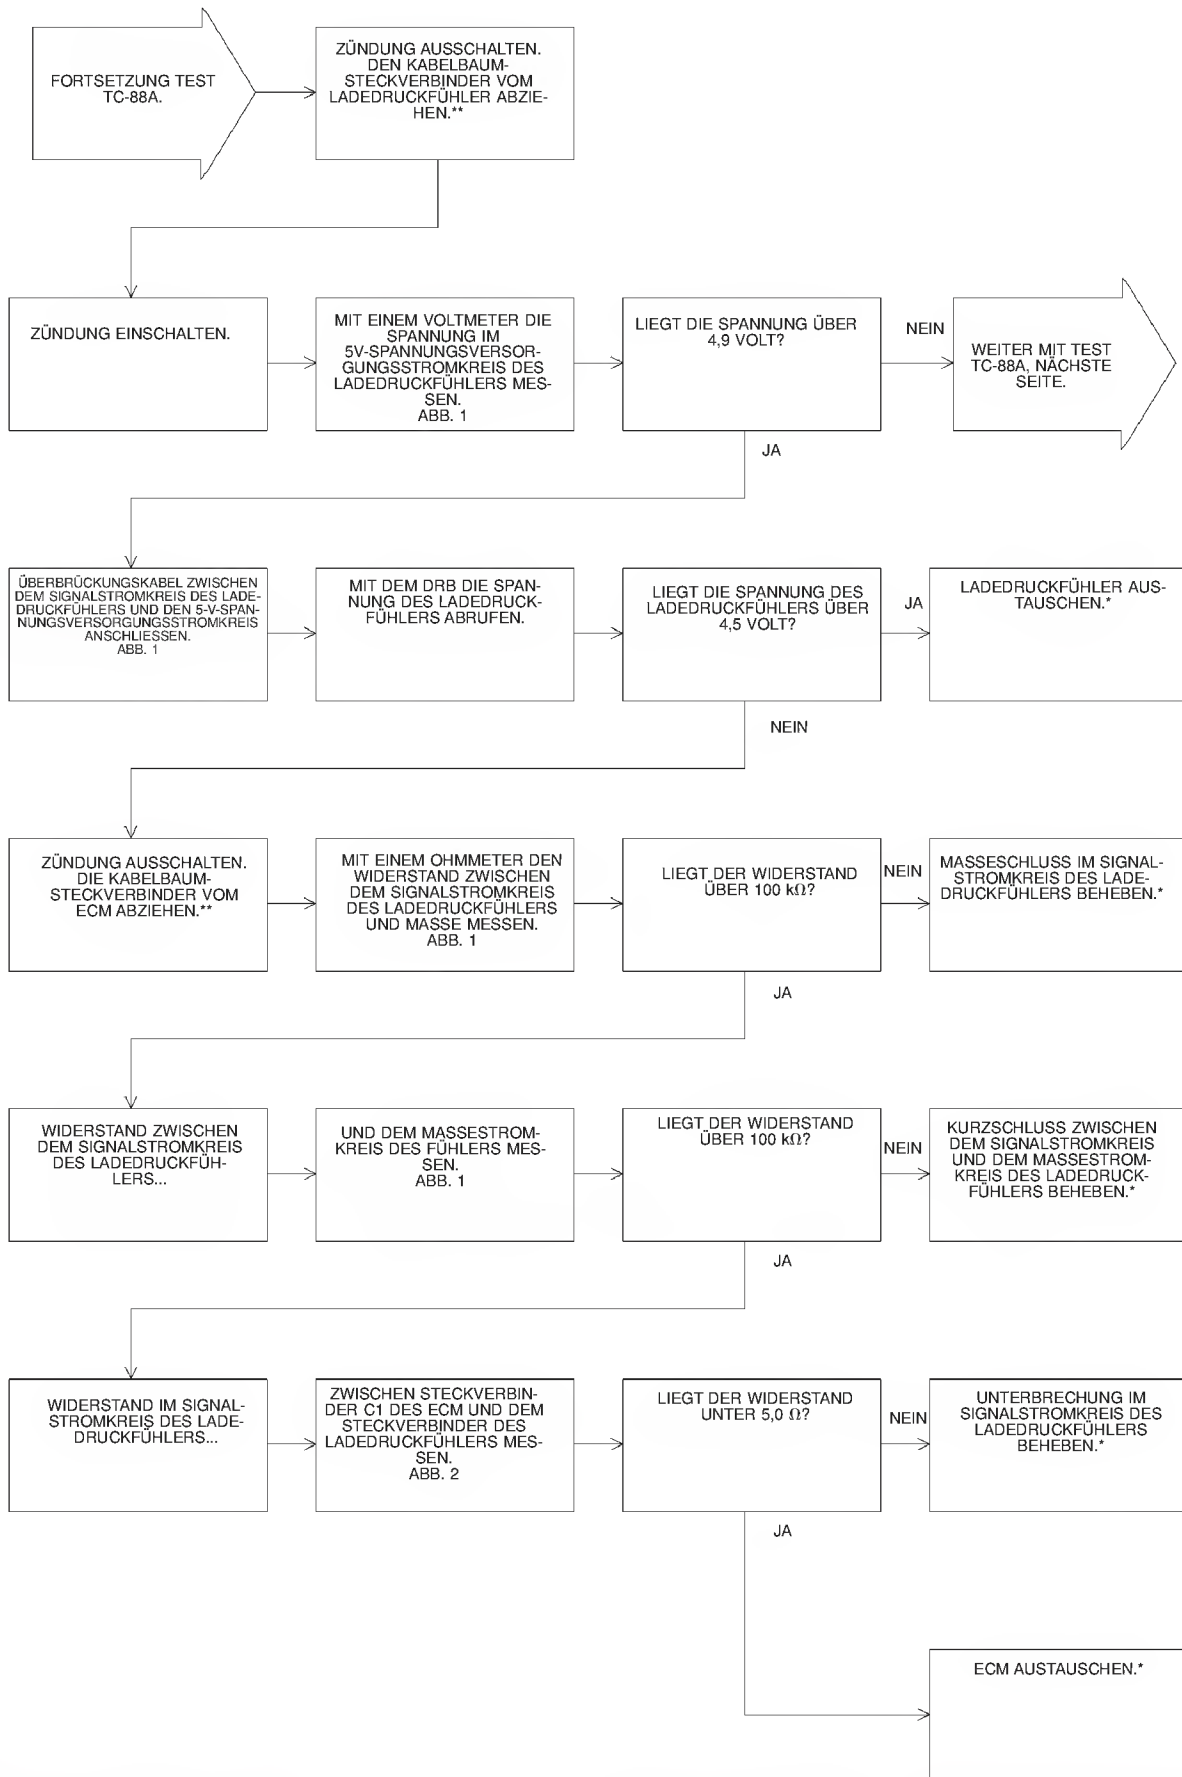 FORTSETZUNG TEST
TC-88A.
ZÜNDUNG AUSSCHALTEN.
DEN KABELBAUM-
STECKVERBINDER VOM
LADEDRUCKFÜHLER ABZIE-
HEN.**
ZÜNDUNG EINSCHALTEN.
MIT EINEM VOLTMETER DIE
SPANNUNG IM
5V-SPANNUNGSVERSOR-
GUNGSSTROMKREIS DES
LADEDRUCKFÜHLERS MES-
SEN.
ABB. 1
LIEGT DIE SPANNUNG ÜBER
4,9 VOLT?
NEIN
WEITER MIT TEST
TC-88A, NÄCHSTE
SEITE.
JA
ÜBERBRÜCKUNGSKABEL ZWISCHEN
DEM SIGNALSTROMKREIS DES LADE-
DRUCKFÜHLERS UND DEN 5-V-SPAN-
NUNGSVERSORGUNGSSTROMKREIS
ANSCHLIESSEN.
ABB. 1
MIT DEM DRB DIE SPAN-
NUNG DES LADEDRUCK-
FÜHLERS ABRUFEN.
LIEGT DIE SPANNUNG DES
LADEDRUCKFÜHLERS ÜBER
4,5 VOLT?
JA
LADEDRUCKFÜHLER AUS-
TAUSCHEN.*
NEIN
ZÜNDUNG AUSSCHALTEN.
DIE KABELBAUM-
STECKVERBINDER VOM
ECM ABZIEHEN.**
MIT EINEM OHMMETER DEN
WIDERSTAND ZWISCHEN
DEM SIGNALSTROMKREIS
DES LADEDRUCKFÜHLERS
UND MASSE MESSEN.
ABB. 1
LIEGT DER WIDERSTAND
ÜBER 100 kΩ?
NEIN
MASSESCHLUSS IM SIGNAL-
STROMKREIS DES LADE-
DRUCKFÜHLERS BEHEBEN.*
JA
WIDERSTAND ZWISCHEN
DEM SIGNALSTROMKREIS
DES LADEDRUCKFÜH-
LERS...
UND DEM MASSESTROM-
KREIS DES FÜHLERS MES-
SEN.
ABB. 1
LIEGT DER WIDERSTAND
ÜBER 100 kΩ?
NEIN
KURZSCHLUSS ZWISCHEN
DEM SIGNALSTROMKREIS
UND DEM MASSESTROM-
KREIS DES LADEDRUCK-
FÜHLERS BEHEBEN.*
JA
WIDERSTAND IM SIGNAL-
STROMKREIS DES LADE-
DRUCKFÜHLERS...
ZWISCHEN STECKVERBIN-
DER C1 DES ECM UND DEM
STECKVERBINDER DES
LADEDRUCKFÜHLERS MES-
SEN.
ABB. 2
LIEGT DER WIDERSTAND
UNTER 5,0 Ω?
NEIN
UNTERBRECHUNG IM
SIGNALSTROMKREIS DES
LADEDRUCKFÜHLERS
BEHEBEN.*
JA
ECM AUSTAUSCHEN.*